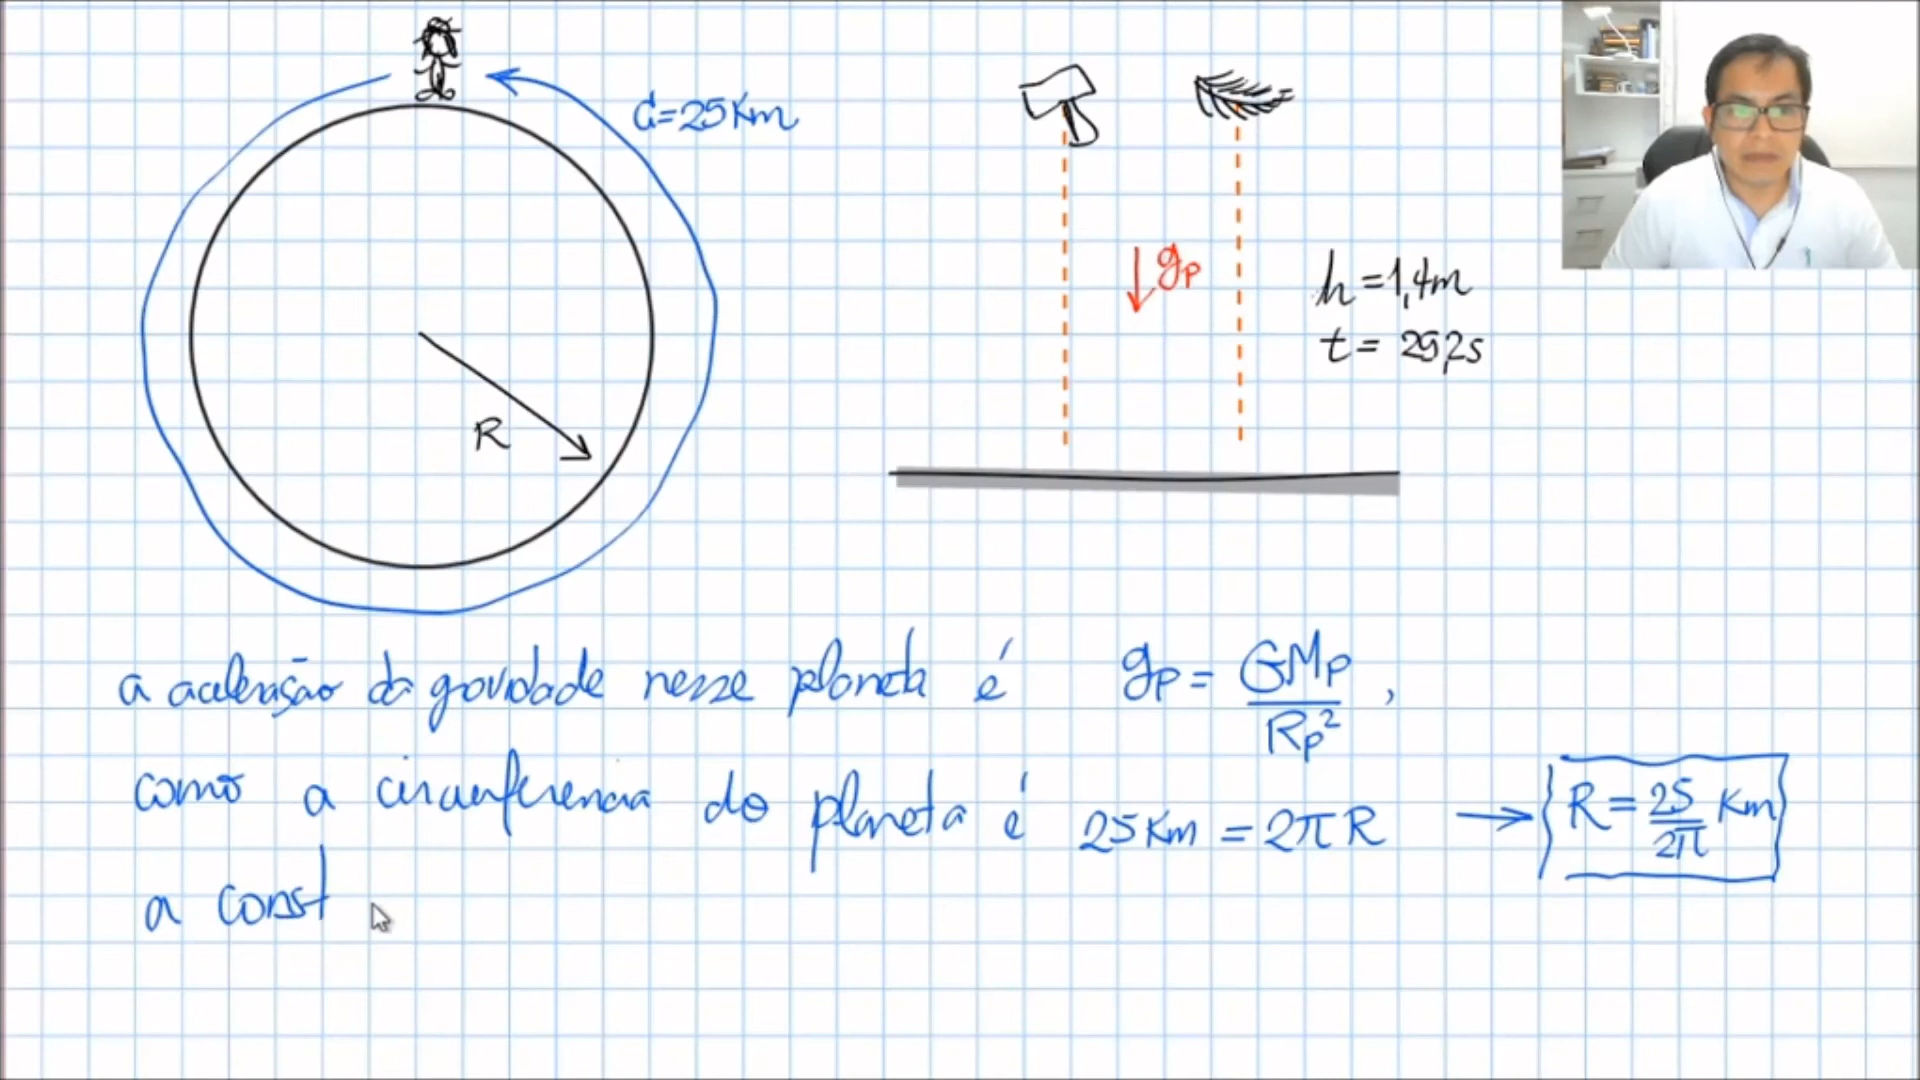 C=25Km
R
gp
h=1,4m
t= 29,2s
a aceleração da gravidade nesse planeta é gp = GMp/Rp²,
como a circunferencia do planeta é 25Km = 2πR → R = 25/2π Km
a const